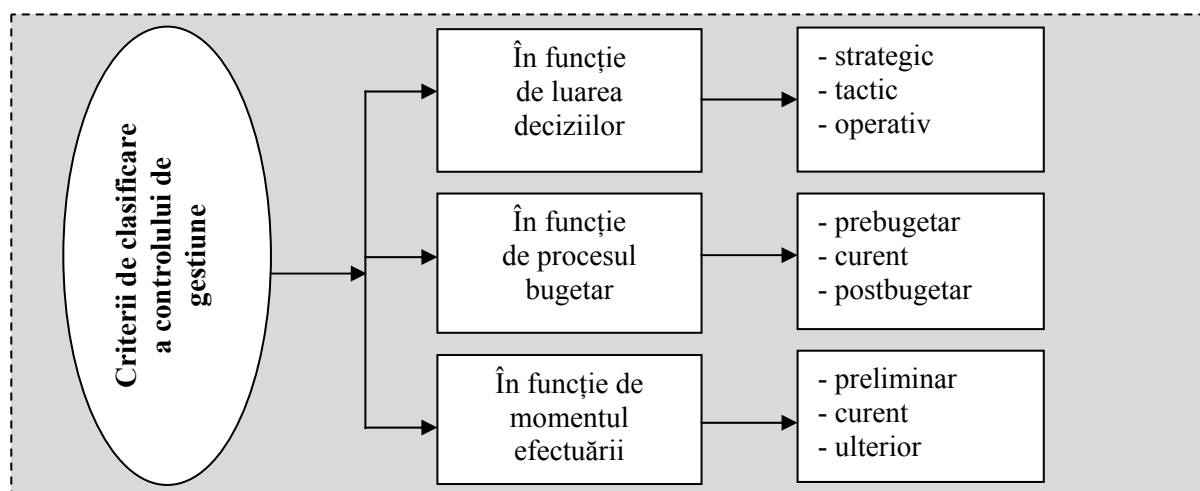 Criterii de clasificare
a controlului de
gestiune
În funcție
de luarea
deciziilor
- strategic
- tactic
- operativ
În funcție
de procesul
bugetar
- prebugetar
- curent
- postbugetar
În funcție de
momentul
efectuării
- preliminar
- curent
- ulterior